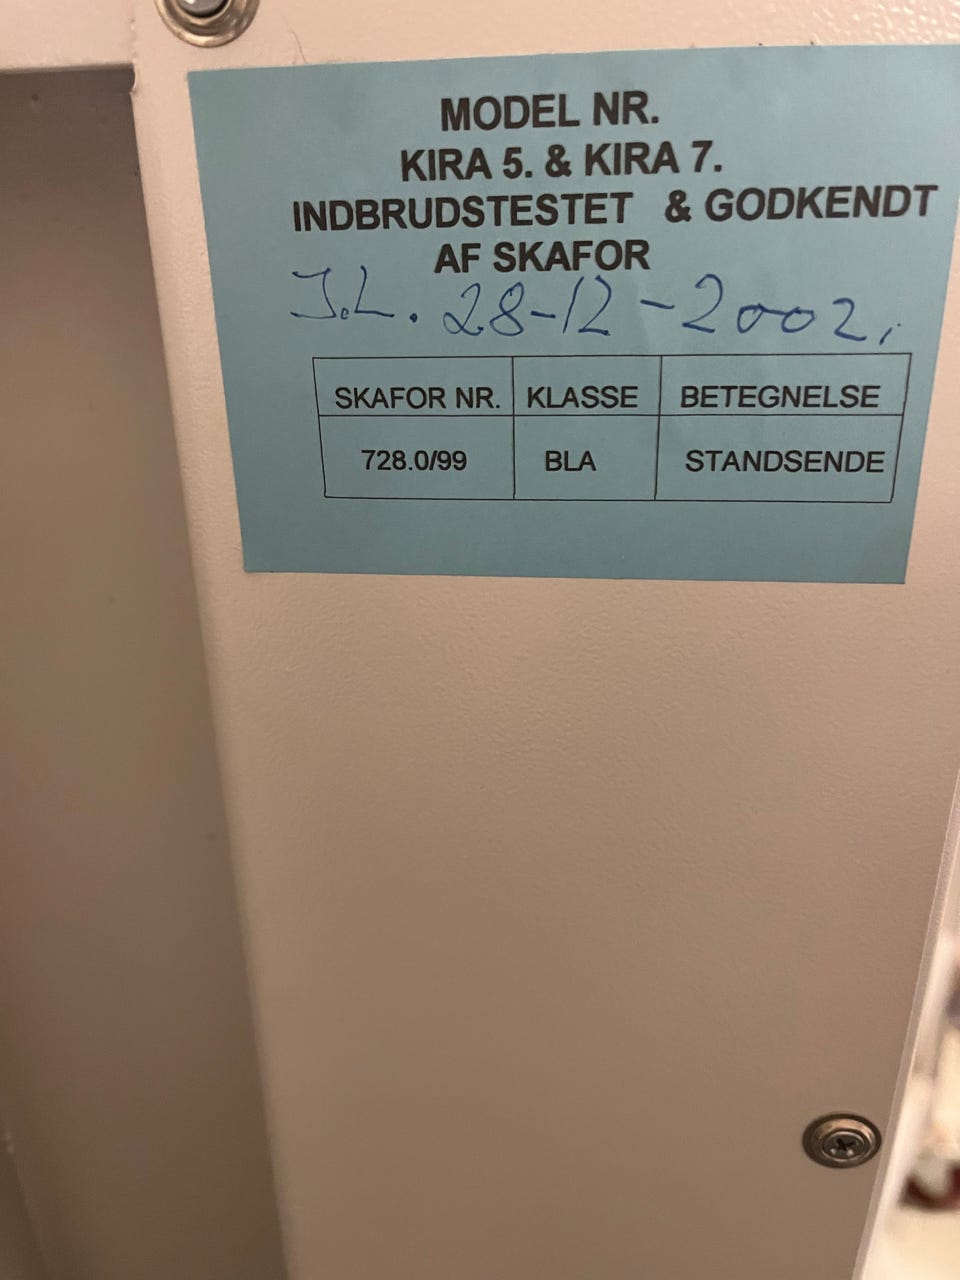 MODEL NR.
KIRA 5. & KIRA 7.
INDBRUDSTESTET & GODKENDT
AF SKAFOR
J.L. 28-12-2002,
SKAFOR NR. KLASSE BETEGNELSE
728.0/99 BLA STANDSENDE